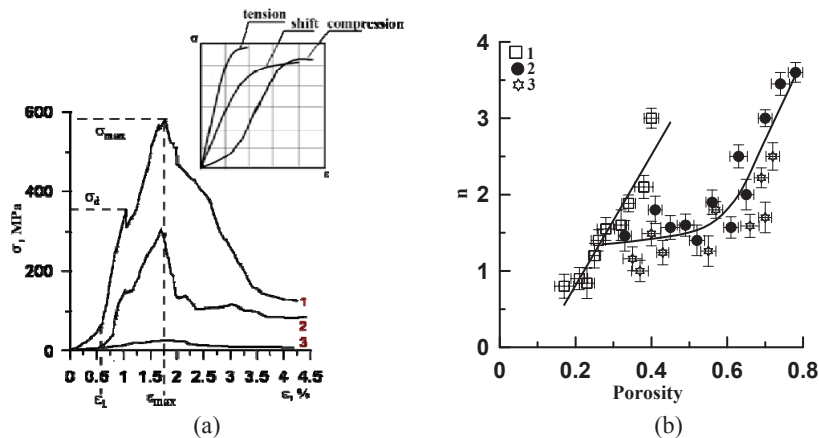 tension
shift
compression
σ
ε
600
400
200
0
σmax
σd
σ, MPa
1
2
3
0 0.5 1 1.5 2 2.5 3 3.5 4 4.5
ε1 εmax ε, %
(a)
4
3
2
1
0
n
1
2
3
0 0.2 0.4 0.6 0.8
Porosity
(b)